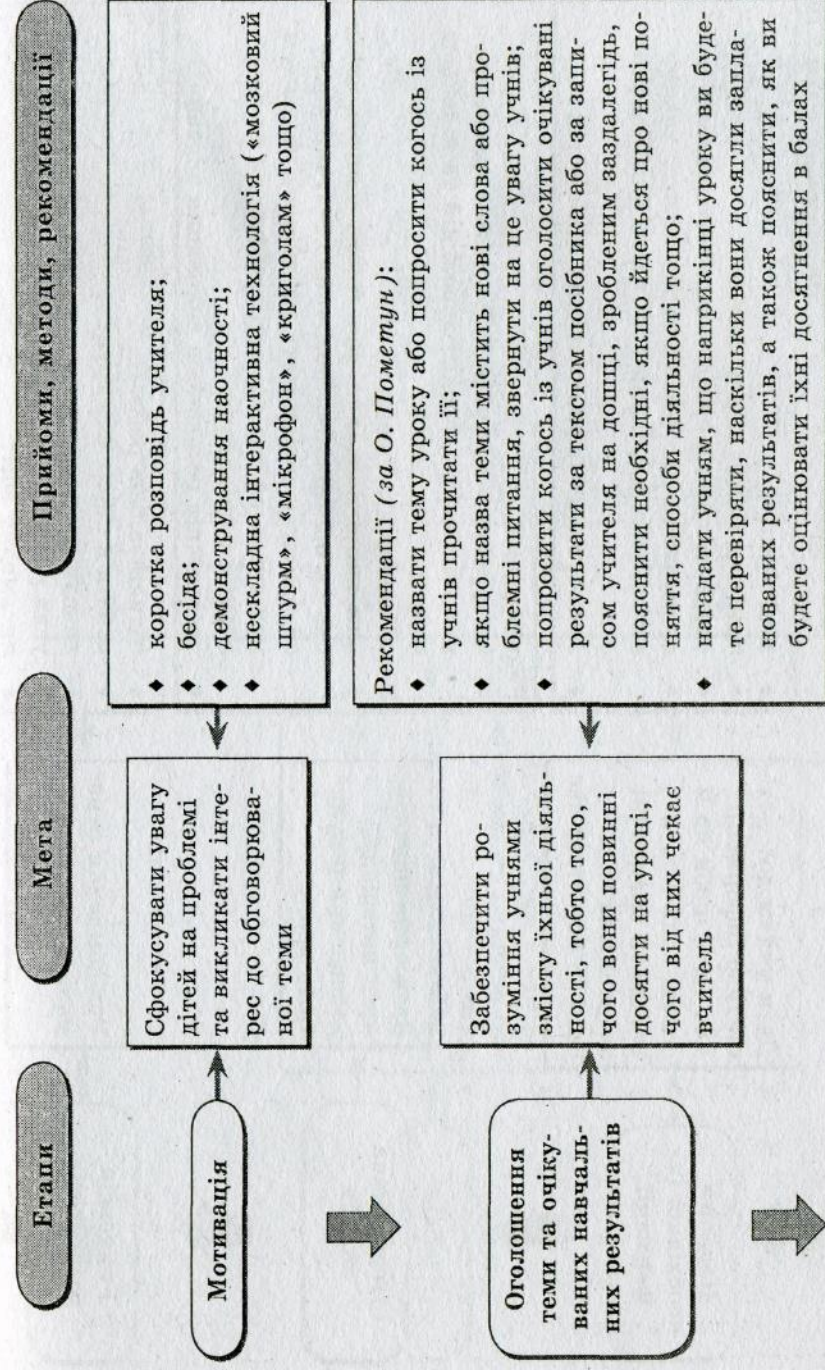 Етапи
Мета
Прийоми, методи, рекомендації
Мотивація
Сфокусувати увагу
дітей на проблемі
та викликати інте-
рес до обговорюва-
ної теми
♦ коротка розповідь учителя;
♦ бесіда;
♦ демонстрування наочності;
♦ нескладна інтерактивна технологія («мозковий
штурм», «мікрофон», «криголам» тощо)
Оголошення
теми та очіку-
ваних навчаль-
них результатів
Забезпечити ро-
зуміння учнями
змісту їхньої діяль-
ності, тобто того,
чого вони повинні
досягти на уроці,
чого від них чекає
вчитель
Рекомендації (за О. Пометун):
♦ назвати тему уроку або попросити когось із
учнів прочитати її;
♦ якщо назва теми містить нові слова або про-
блемні питання, звернути на це увагу учнів;
♦ попросити когось із учнів оголосити очікувані
результати за текстом посібника або за запи-
сом учителя на дошці, зробленим заздалегідь,
пояснити необхідні, якщо йдеться про нові по-
няття, способи діяльності тощо;
♦ нагадати учням, що наприкінці уроку ви буде-
те перевіряти, наскільки вони досягли запла-
нованих результатів, а також пояснити, як ви
будете оцінювати їхні досягнення в балах